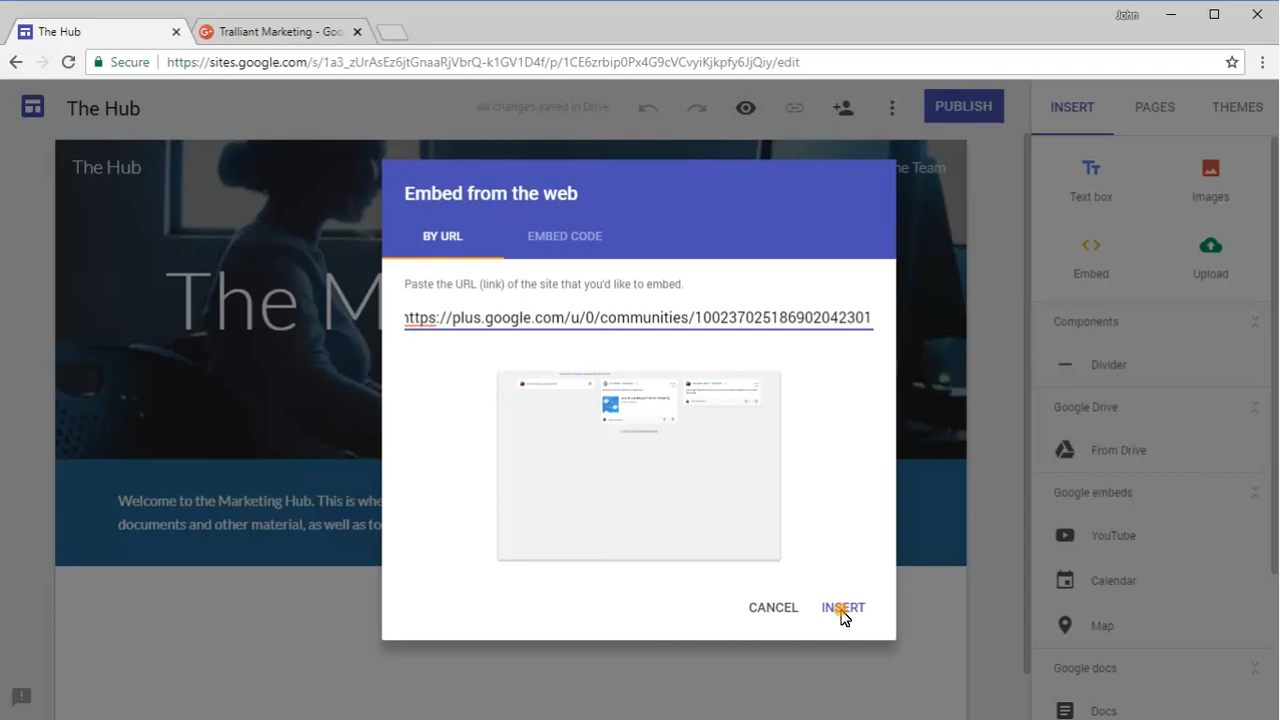 John
The Hub
Tralliant Marketing - Goo
Secure
https://sites.google.com/s/1a3_zUrAsEz6jtGnaaRjVbrQ-k1GV1D4f/p/1CE6zrbip0Px4G9cVCvyiKjkpfy6JjQiy/edit
The Hub
All changes saved in Drive
PUBLISH
INSERT
PAGES
THEMES
The Hub
he Team
The M
Welcome to the Marketing Hub. This is whe
documents and other material, as well as to
Embed from the web
BY URL
EMBED CODE
Paste the URL (link) of the site that you'd like to embed.
https://plus.google.com/u/0/communities/100237025186902042301
CANCEL
INSERT
Text box
Images
Embed
Upload
Components
Divider
Google Drive
From Drive
Google embeds
YouTube
Calendar
Map
Google docs
Docs